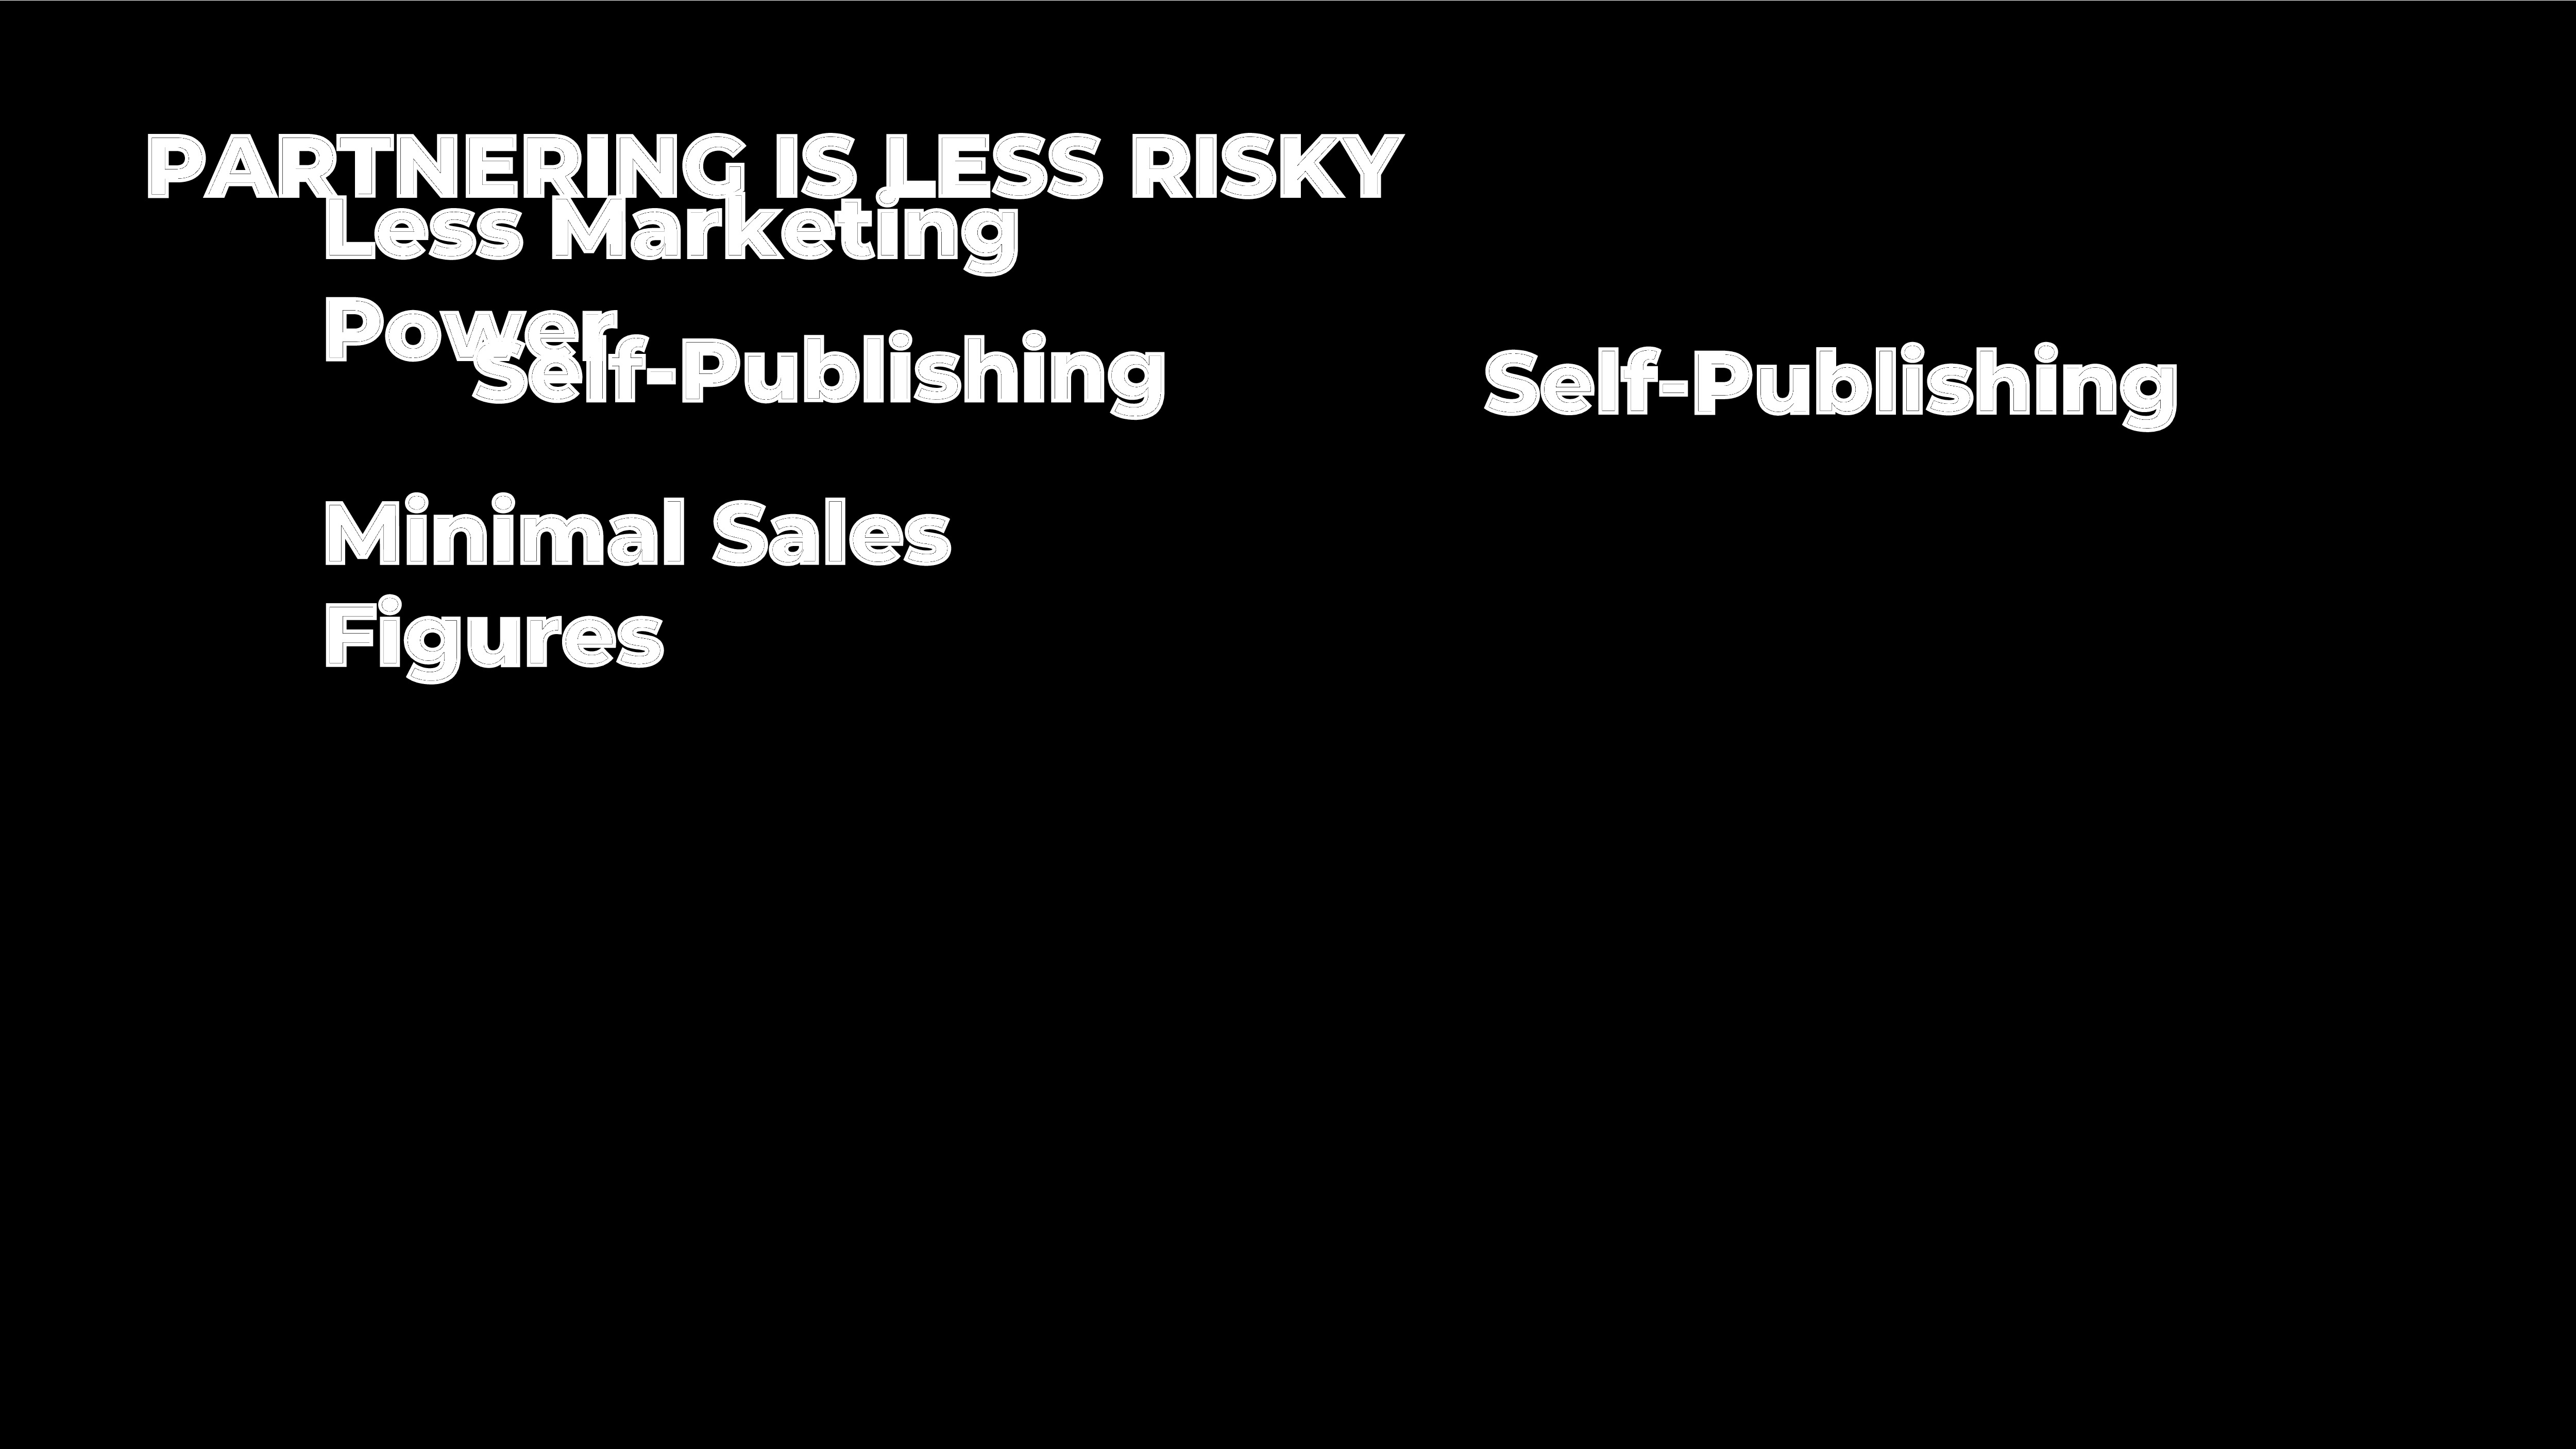 PARTNERING IS LESS RISKY
Less Marketing
Power
Self-Publishing
Self-Publishing
Minimal Sales
Figures